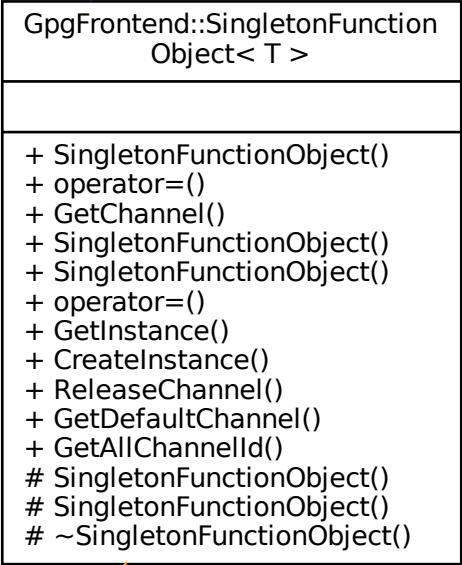 GpgFrontend::SingletonFunction
Object< T >
+ SingletonFunctionObject()
+ operator=()
+ GetChannel()
+ SingletonFunctionObject()
+ SingletonFunctionObject()
+ operator=()
+ GetInstance()
+ CreateInstance()
+ ReleaseChannel()
+ GetDefaultChannel()
+ GetAllChannelId()
# SingletonFunctionObject()
# SingletonFunctionObject()
# ~SingletonFunctionObject()